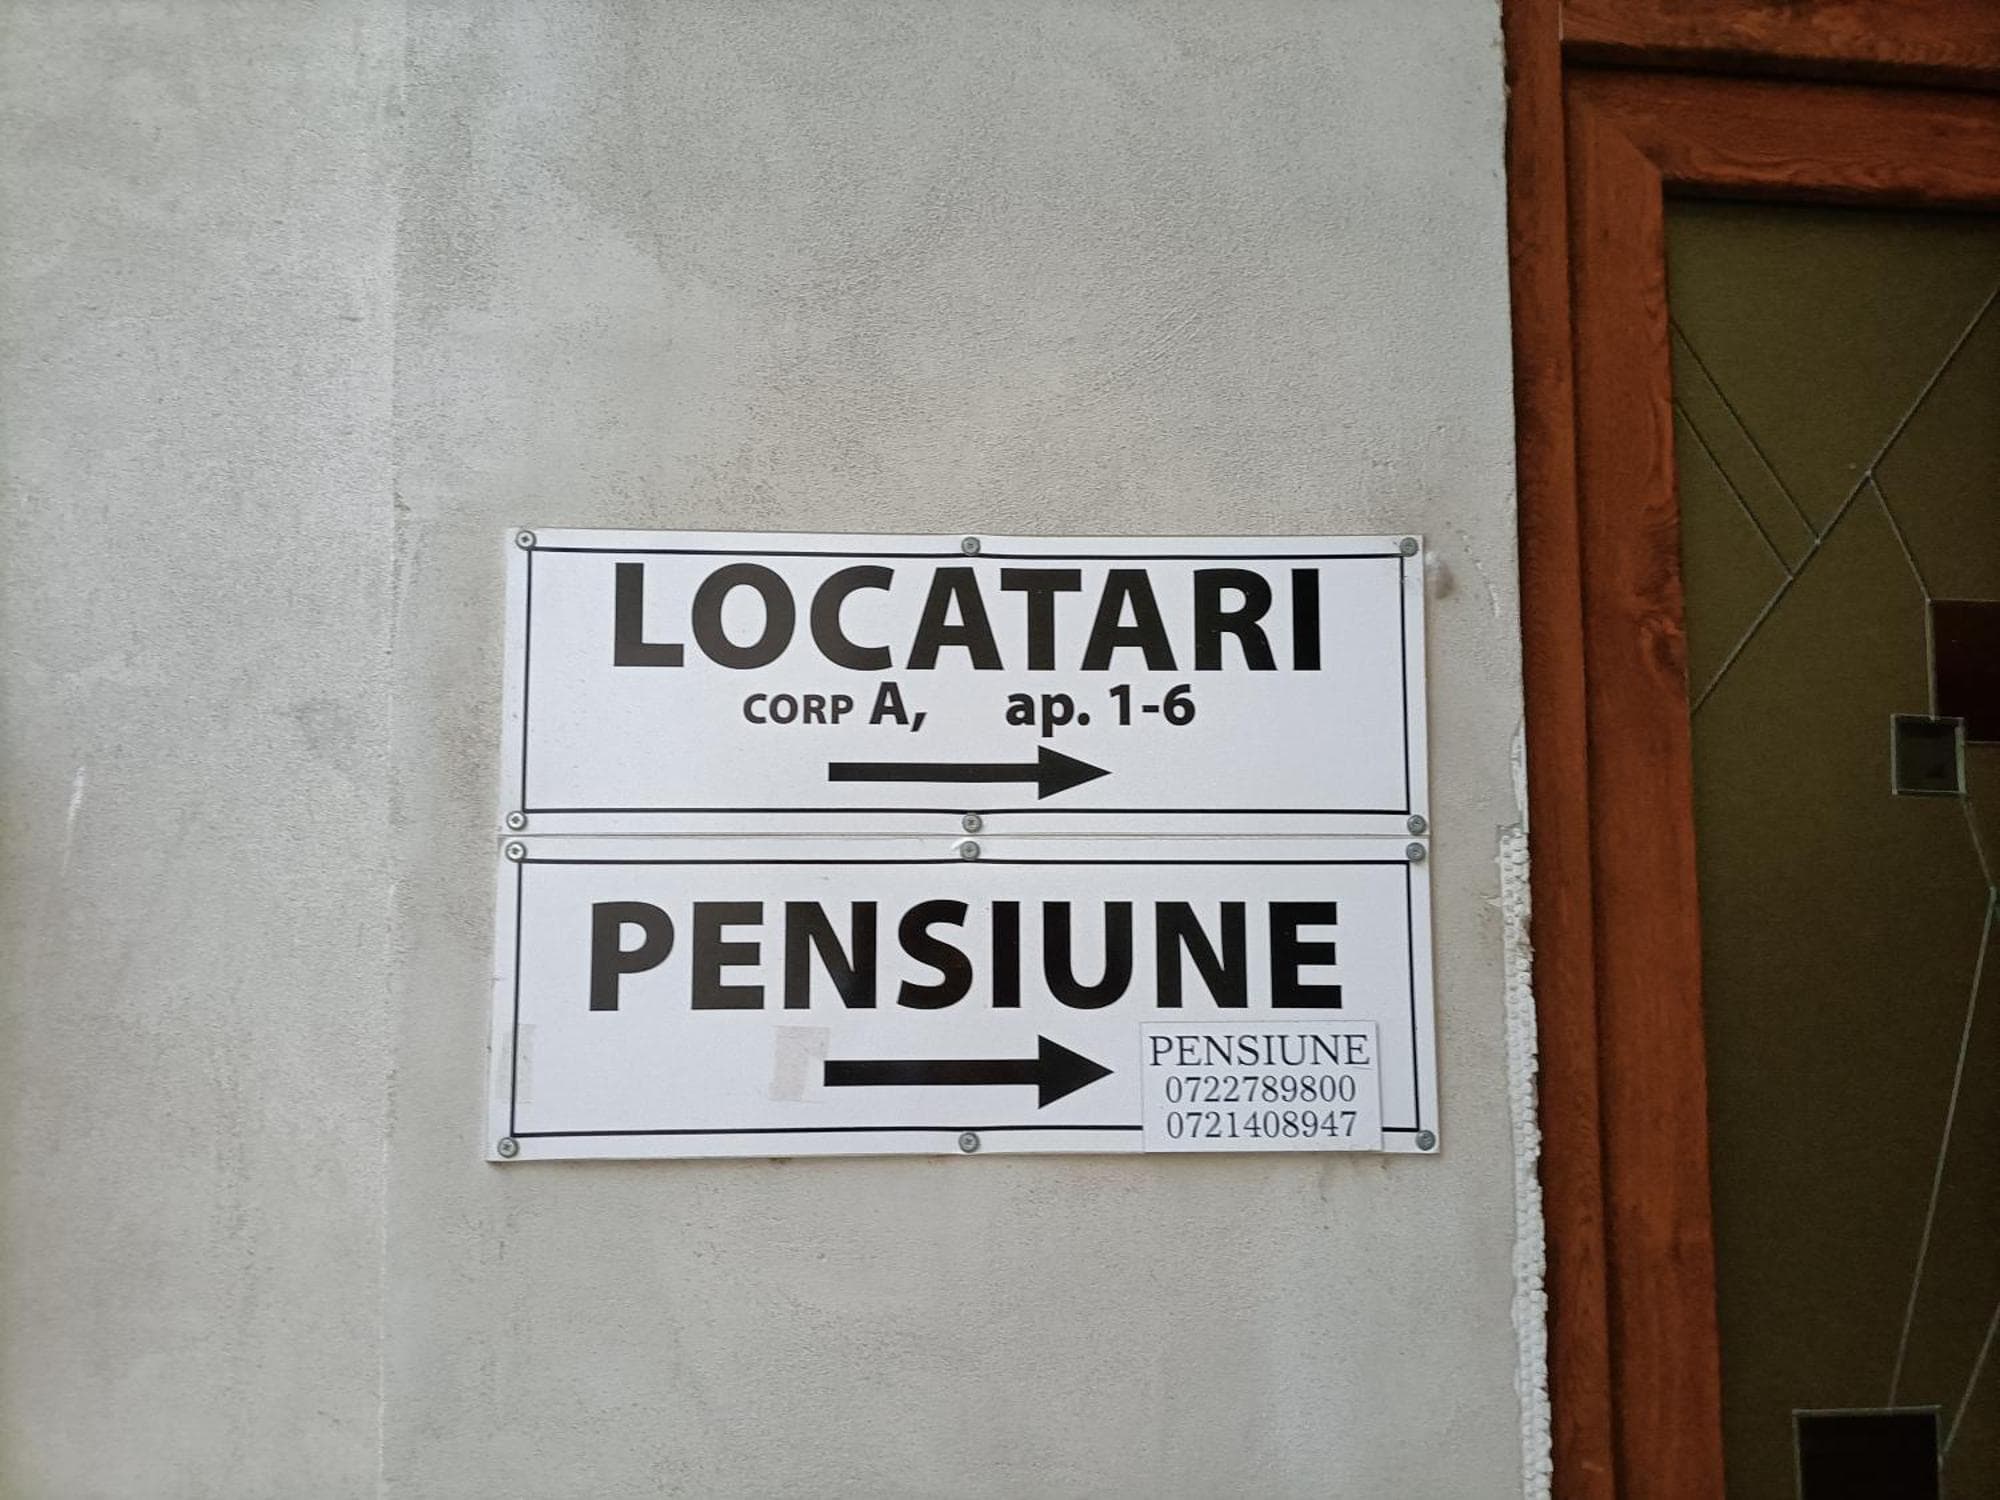 LOCATARI
CORP A, ap. 1-6
PENSIUNE
PENSIUNE
0722789800
0721408947